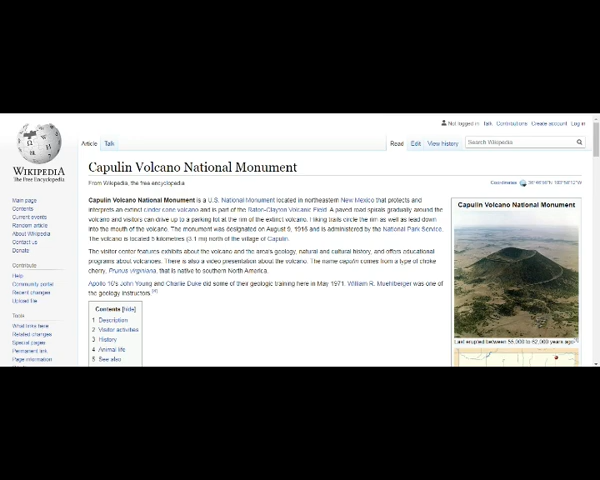 Not logged in Talk Contributions Create account Log in
Article Talk Read Edit View history Search Wikipedia
WIKIPEDIA
The Free Encyclopedia
Main page
Contents
Current events
Random article
About Wikipedia
Contact us
Donate
Contribute
Help
Community portal
Recent changes
Upload file
Tools
What links here
Related changes
Special pages
Permanent link
Page information
Capulin Volcano National Monument
From Wikipedia, the free encyclopedia
Coordinates:
Capulin Volcano National Monument is a U.S. National Monument located in northeastern New Mexico that protects and
interprets an extinct cinder cone volcano and is part of the Raton-Clayton Volcanic Field. A paved road spirals gradually around the
volcano and visitors can drive up to a parking lot at the rim of the extinct volcano. Hiking trails circle the rim as well as lead down
into the mouth of the volcano. The monument was designated on August 9, 1916 and is administered by the National Park Service.
The volcano is located 5 kilometres (3.1 mi) north of the village of Capulin.
The visitor center features exhibits about the volcano and the area's geology, natural and cultural history, and offers educational
programs about volcanoes. There is also a video presentation about the volcano. The name capulin comes from a type of choke
cherry, Prunus virginiana, that is native to southern North America.
Apollo 16's John Young and Charlie Duke did some of their geologic training here in May 1971. William R. Muehlberger was one of
the geology instructors.
Contents [hide]
1 Description
2 Visitor activities
3 History
4 Animal life
5 See also
Capulin Volcano National Monument
Last erupted between 55,000 to 62,000 years ago